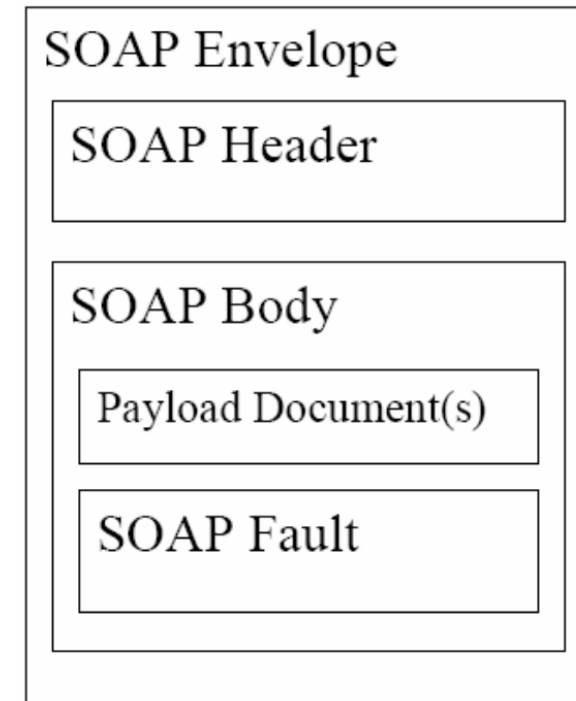 SOAP Envelope
SOAP Header
SOAP Body
Payload Document(s)
SOAP Fault